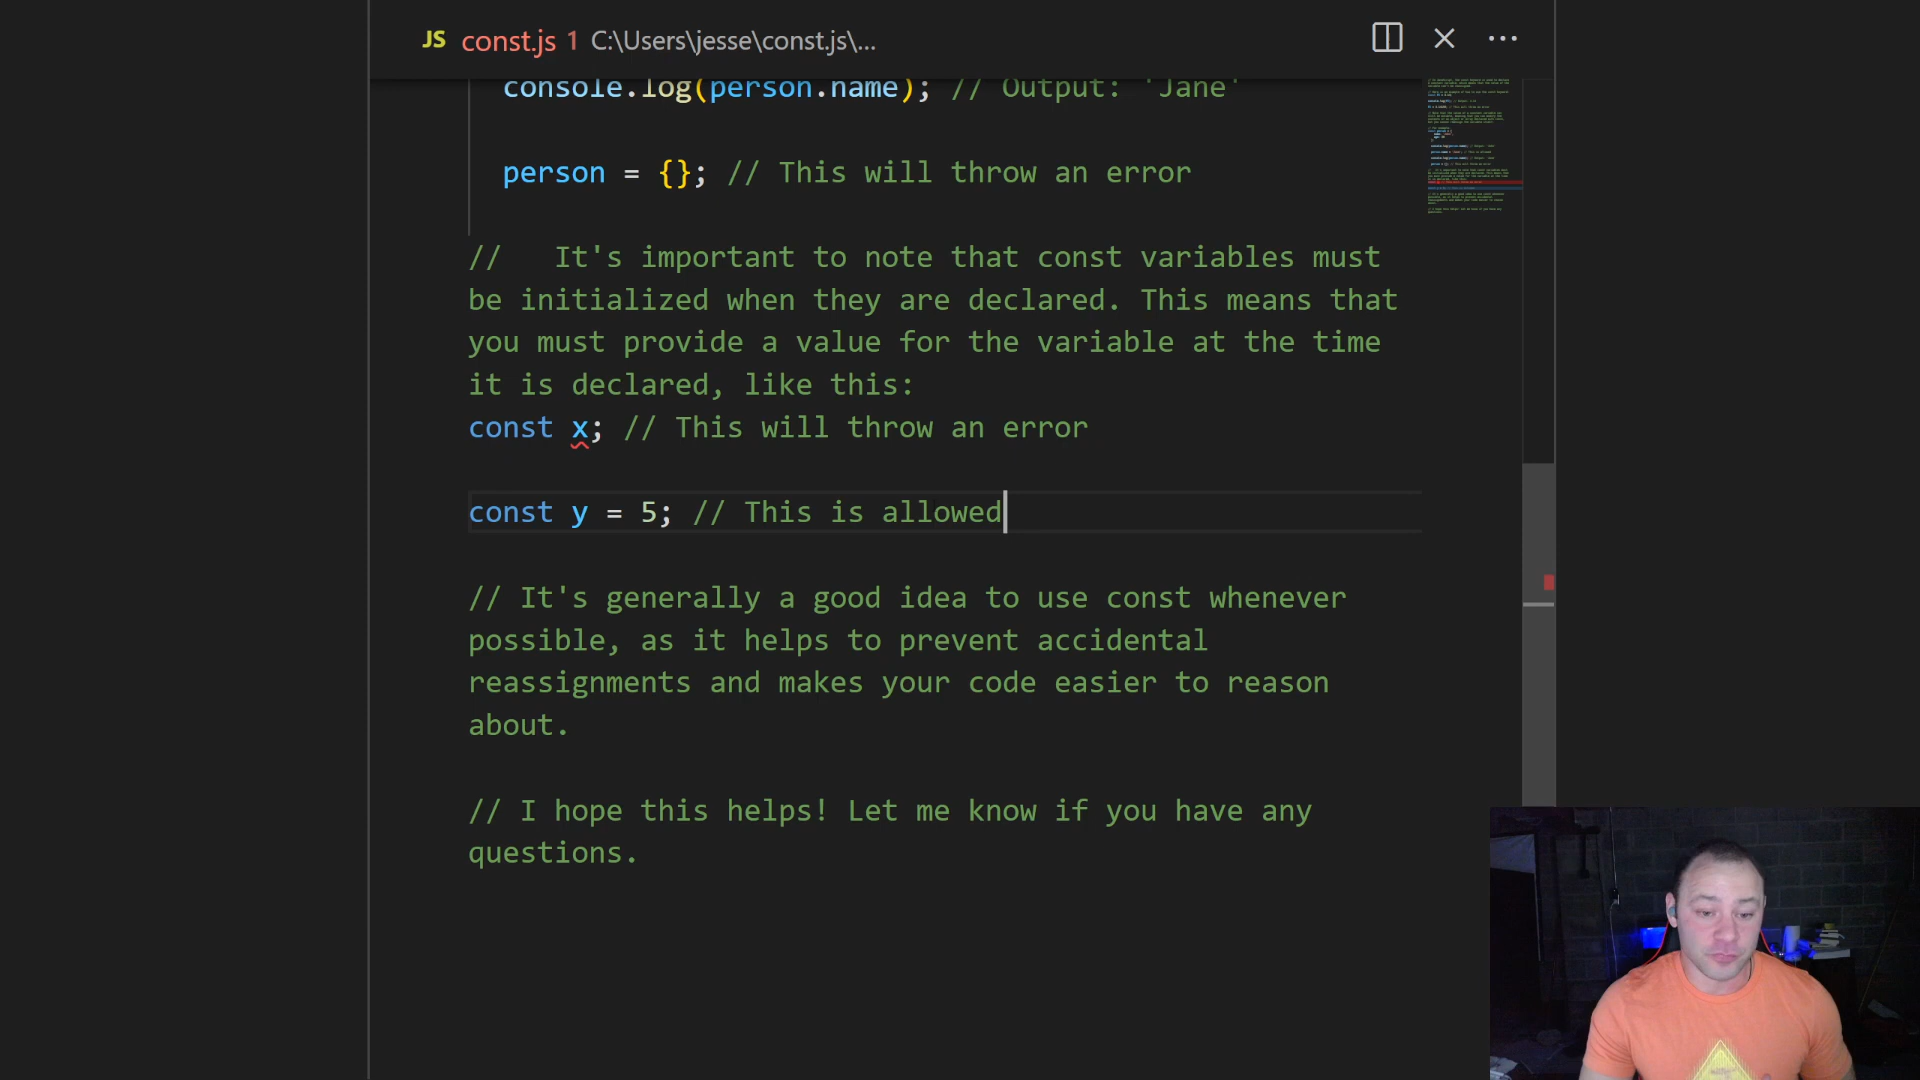 JS const.js 1 C:\Users\jesse\const.js\...
console.log(person.name); // Output: 'Jane'
person = {}; // This will throw an error
//   It's important to note that const variables must
be initialized when they are declared. This means that
you must provide a value for the variable at the time
it is declared, like this:
const x; // This will throw an error
const y = 5; // This is allowed
// It's generally a good idea to use const whenever
possible, as it helps to prevent accidental
reassignments and makes your code easier to reason
about.
// I hope this helps! Let me know if you have any
questions.